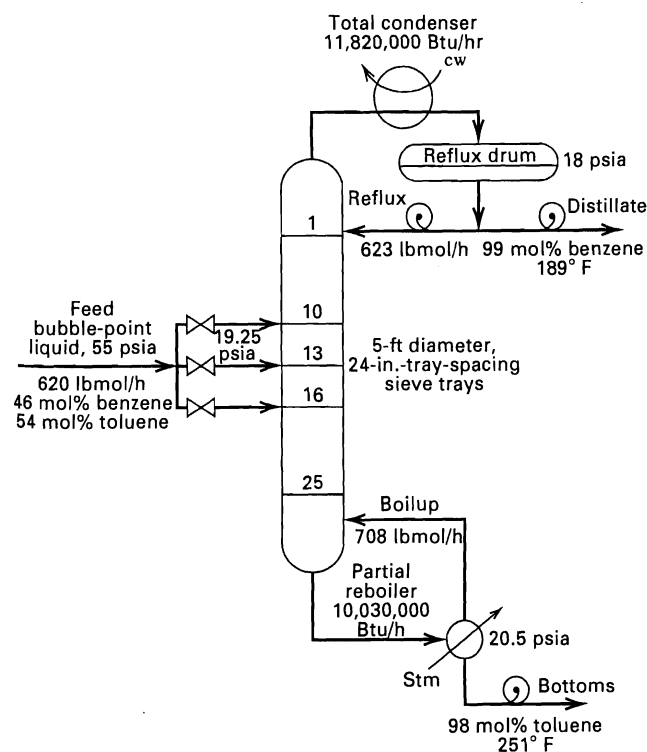 Total condenser
11,820,000 Btu/hr
cw
Reflux drum
18 psia
Reflux
Distillate
1
623 lbmol/h
99 mol% benzene
189° F
Feed
bubble-point
liquid, 55 psia
10
19.25
psia
13
5-ft diameter,
24-in.-tray-spacing
sieve trays
620 lbmol/h
46 mol% benzene
54 mol% toluene
16
25
Boilup
708 lbmol/h
Partial
reboiler
10,030,000
Btu/h
20.5 psia
Stm
Bottoms
98 mol% toluene
251° F